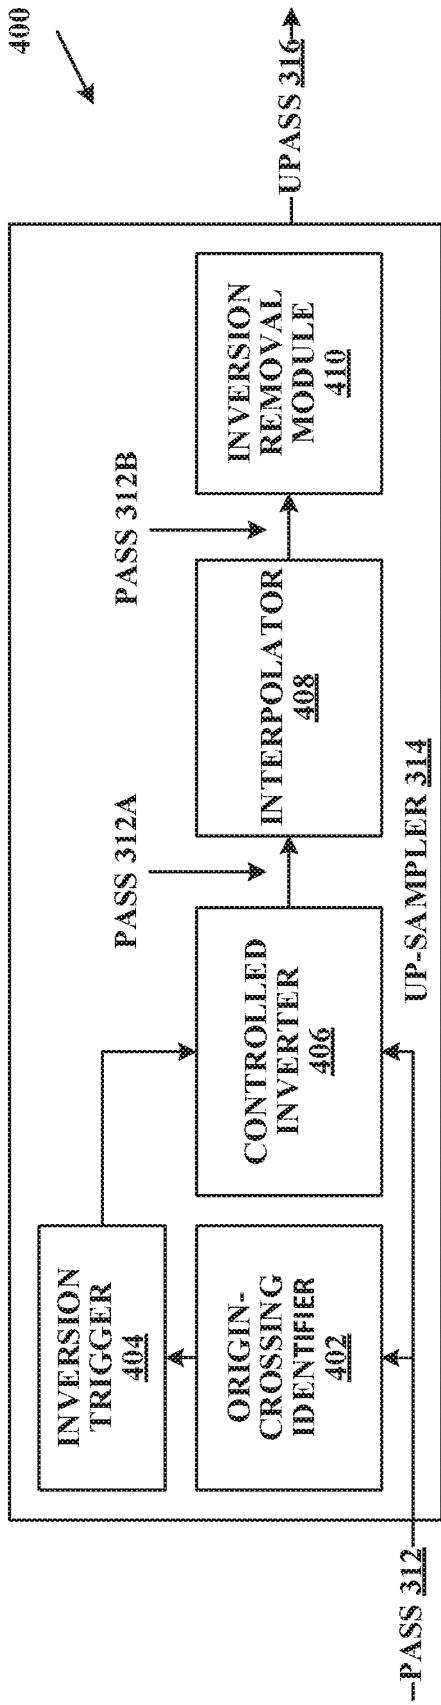 400
INVERSION
TRIGGER
404
ORIGIN-
CROSSING
IDENTIFIER
402
CONTROLLED
INVERTER
406
PASS 312A
INTERPOLATOR
408
PASS 312B
INVERSION
REMOVAL
MODULE
410
UPASS 316
UP-SAMPLER 314
PASS 312